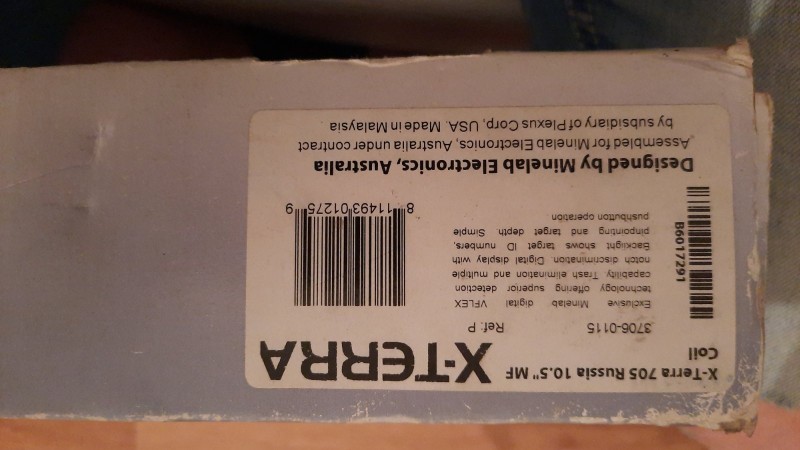 X-Terra 705 Russia 10.5" MF
Coil
X-TERRA
3706-0115 Ref: P
Exclusive Minelab digital VFLEX
technology offering superior detection
capability. Trash elimination and multiple
notch discrimination. Digital display with
Backlight shows target ID numbers,
pinpointing and target depth. Simple
pushbutton operation
B6017291
8 11493 01275 9
Designed by Minelab Electronics, Australia
Assembled for Minelab Electronics, Australia under contract
by subsidiary of Plexus Corp, USA. Made in Malaysia